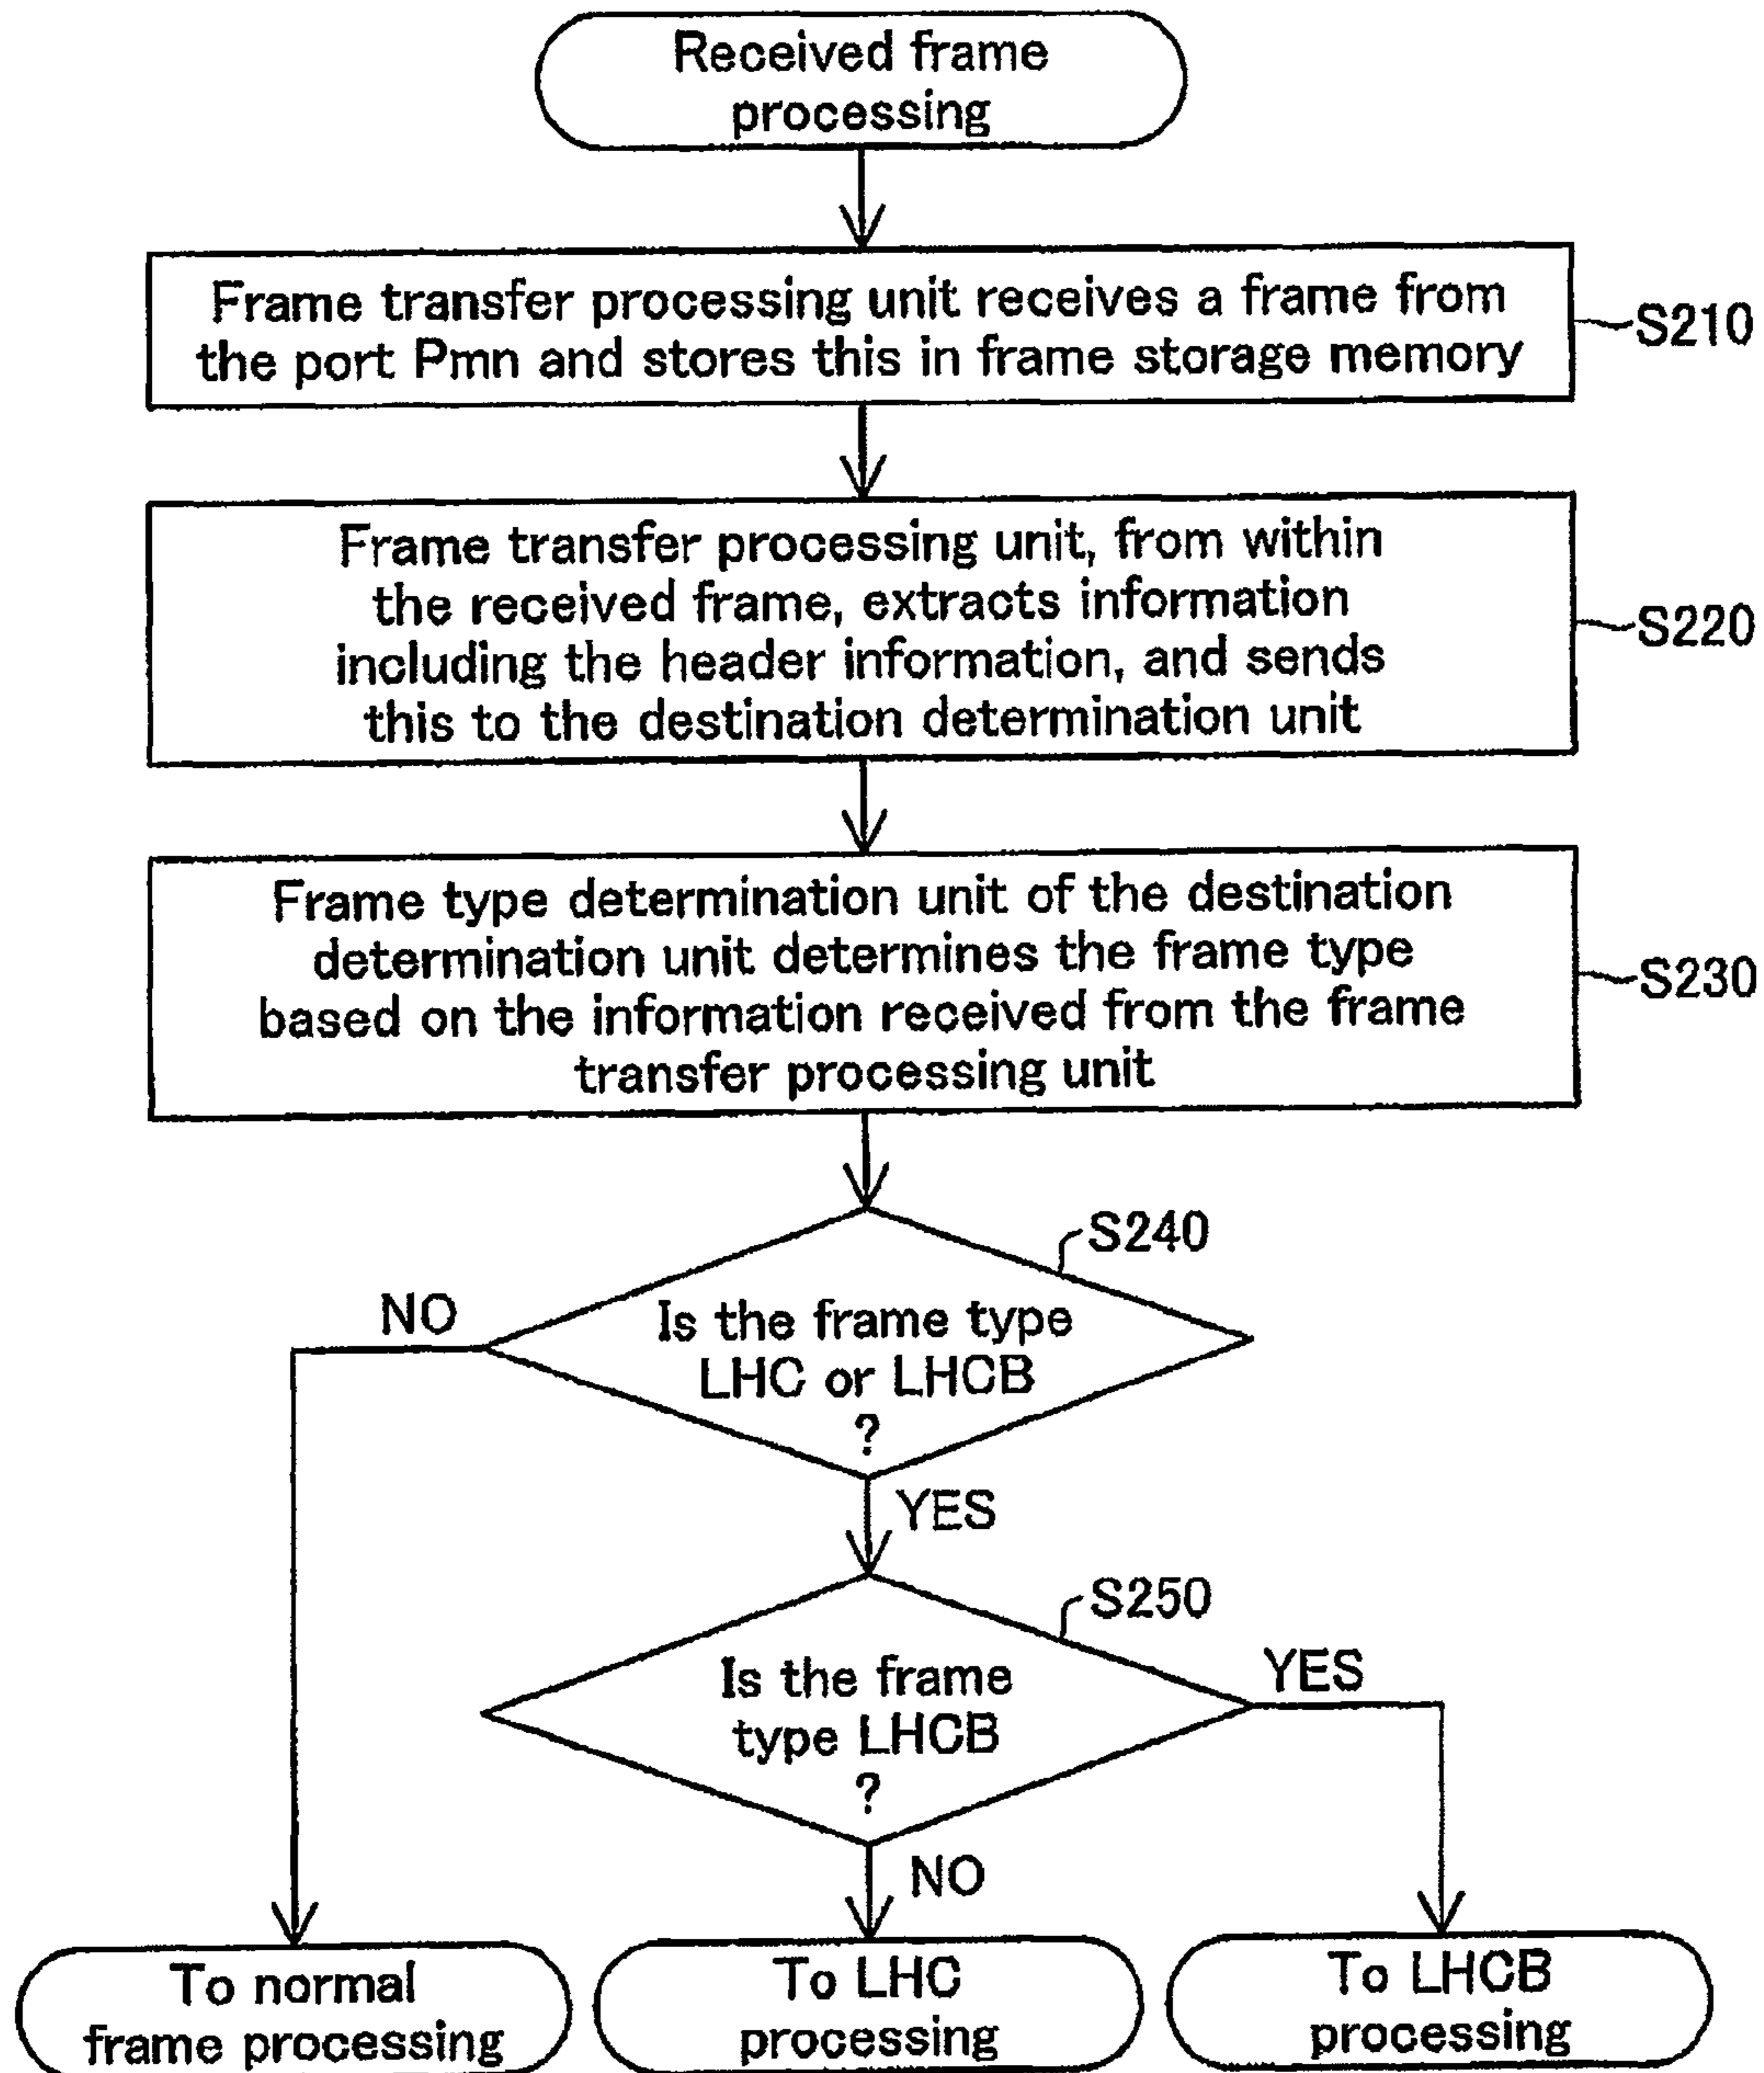 Received frame
processing
Frame transfer processing unit receives a frame from
the port Pmn and stores this in frame storage memory
S210
Frame transfer processing unit, from within
the received frame, extracts information
including the header information, and sends
this to the destination determination unit
S220
Frame type determination unit of the destination
determination unit determines the frame type
based on the information received from the frame
transfer processing unit
S230
S240
NO
Is the frame type
LHC or LHCB
?
YES
S250
Is the frame
type LHCB
?
YES
NO
To normal
frame processing
To LHC
processing
To LHCB
processing